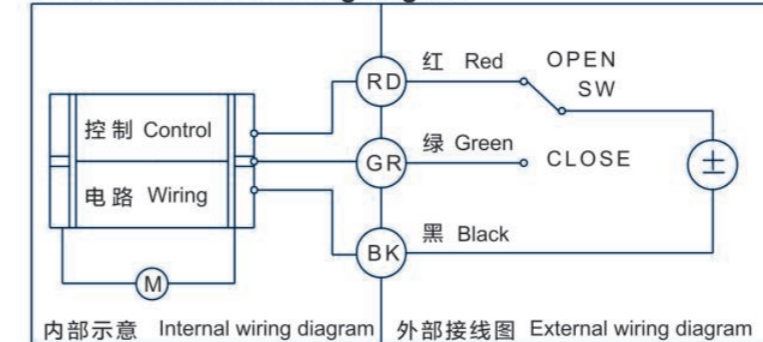 红 Red
OPEN
SW
RD
控制 Control
绿 Green
CLOSE
GR
±
电路 Wiring
黑 Black
BK
M
内部示意 Internal wiring diagram
外部接线图 External wiring diagram